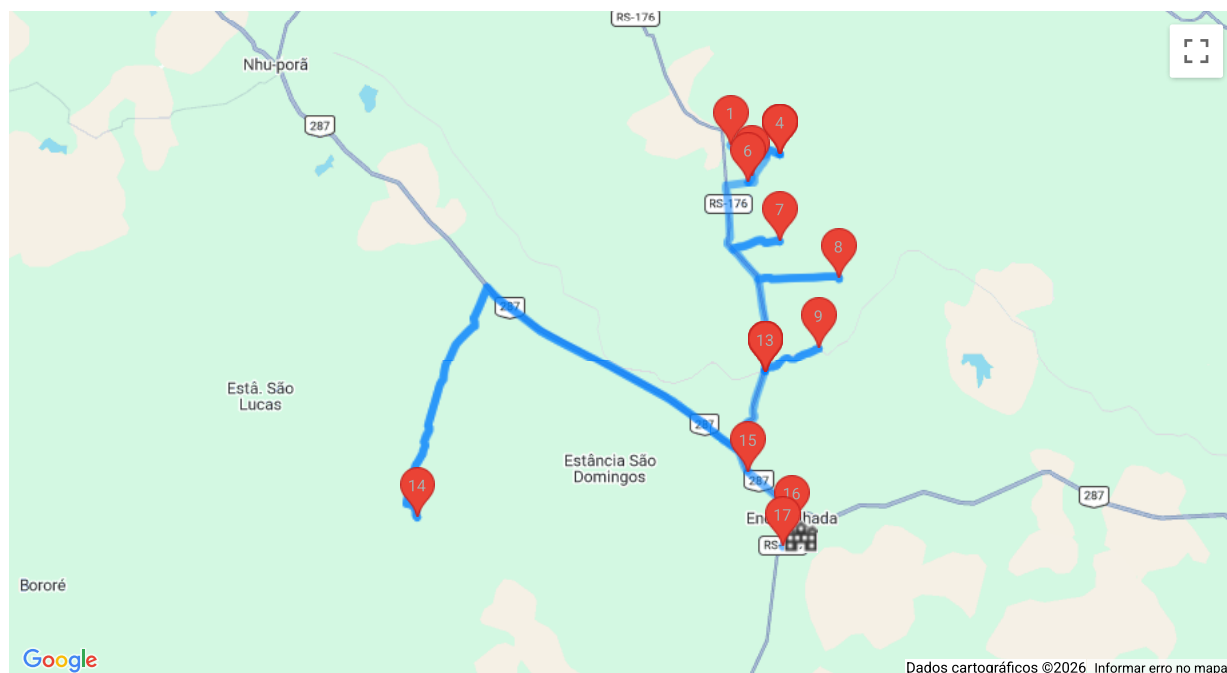 RS-176
Nhu-porã
287
1
4
6
RS-176
7
8
287
9
13
Estâ. São
Lucas
287
15
Estância São
Domingos
287
14
16
287
17
Bororé
Google
Dados cartográficos ©2026
Informar erro no mapa